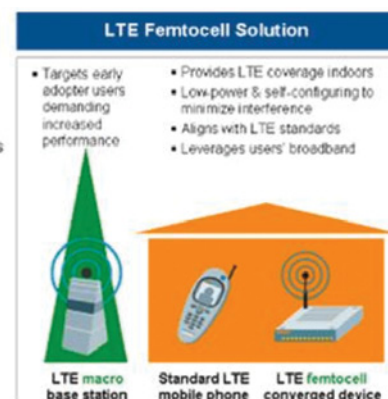 LTE Femtocell Solution
▪ Targets early
adopter users
demanding
increased
performance
▪ Provides LTE coverage indoors
▪ Low-power & self-configuring to
minimize interference
▪ Aligns with LTE standards
▪ Leverages users' broadband
s
LTE macro
base station
Standard LTE
mobile phone
LTE femtocell
converged device